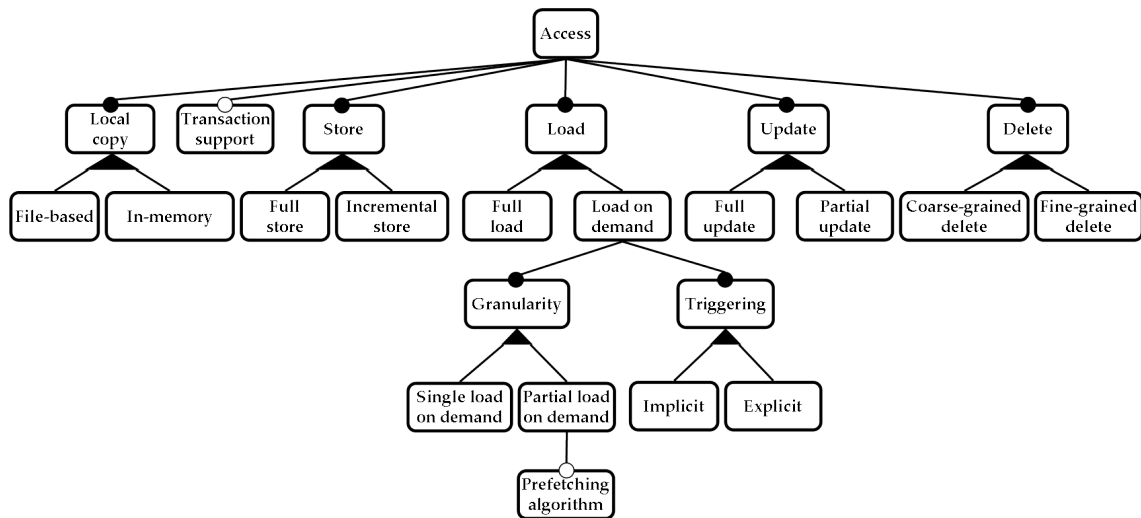 Access
Local
copy
Transaction
support
Store
Load
Update
Delete
File-based
In-memory
Full
store
Incremental
store
Full
load
Load on
demand
Full
update
Partial
update
Coarse-grained
delete
Fine-grained
delete
Granularity
Triggering
Single load
on demand
Partial load
on demand
Implicit
Explicit
Prefetching
algorithm